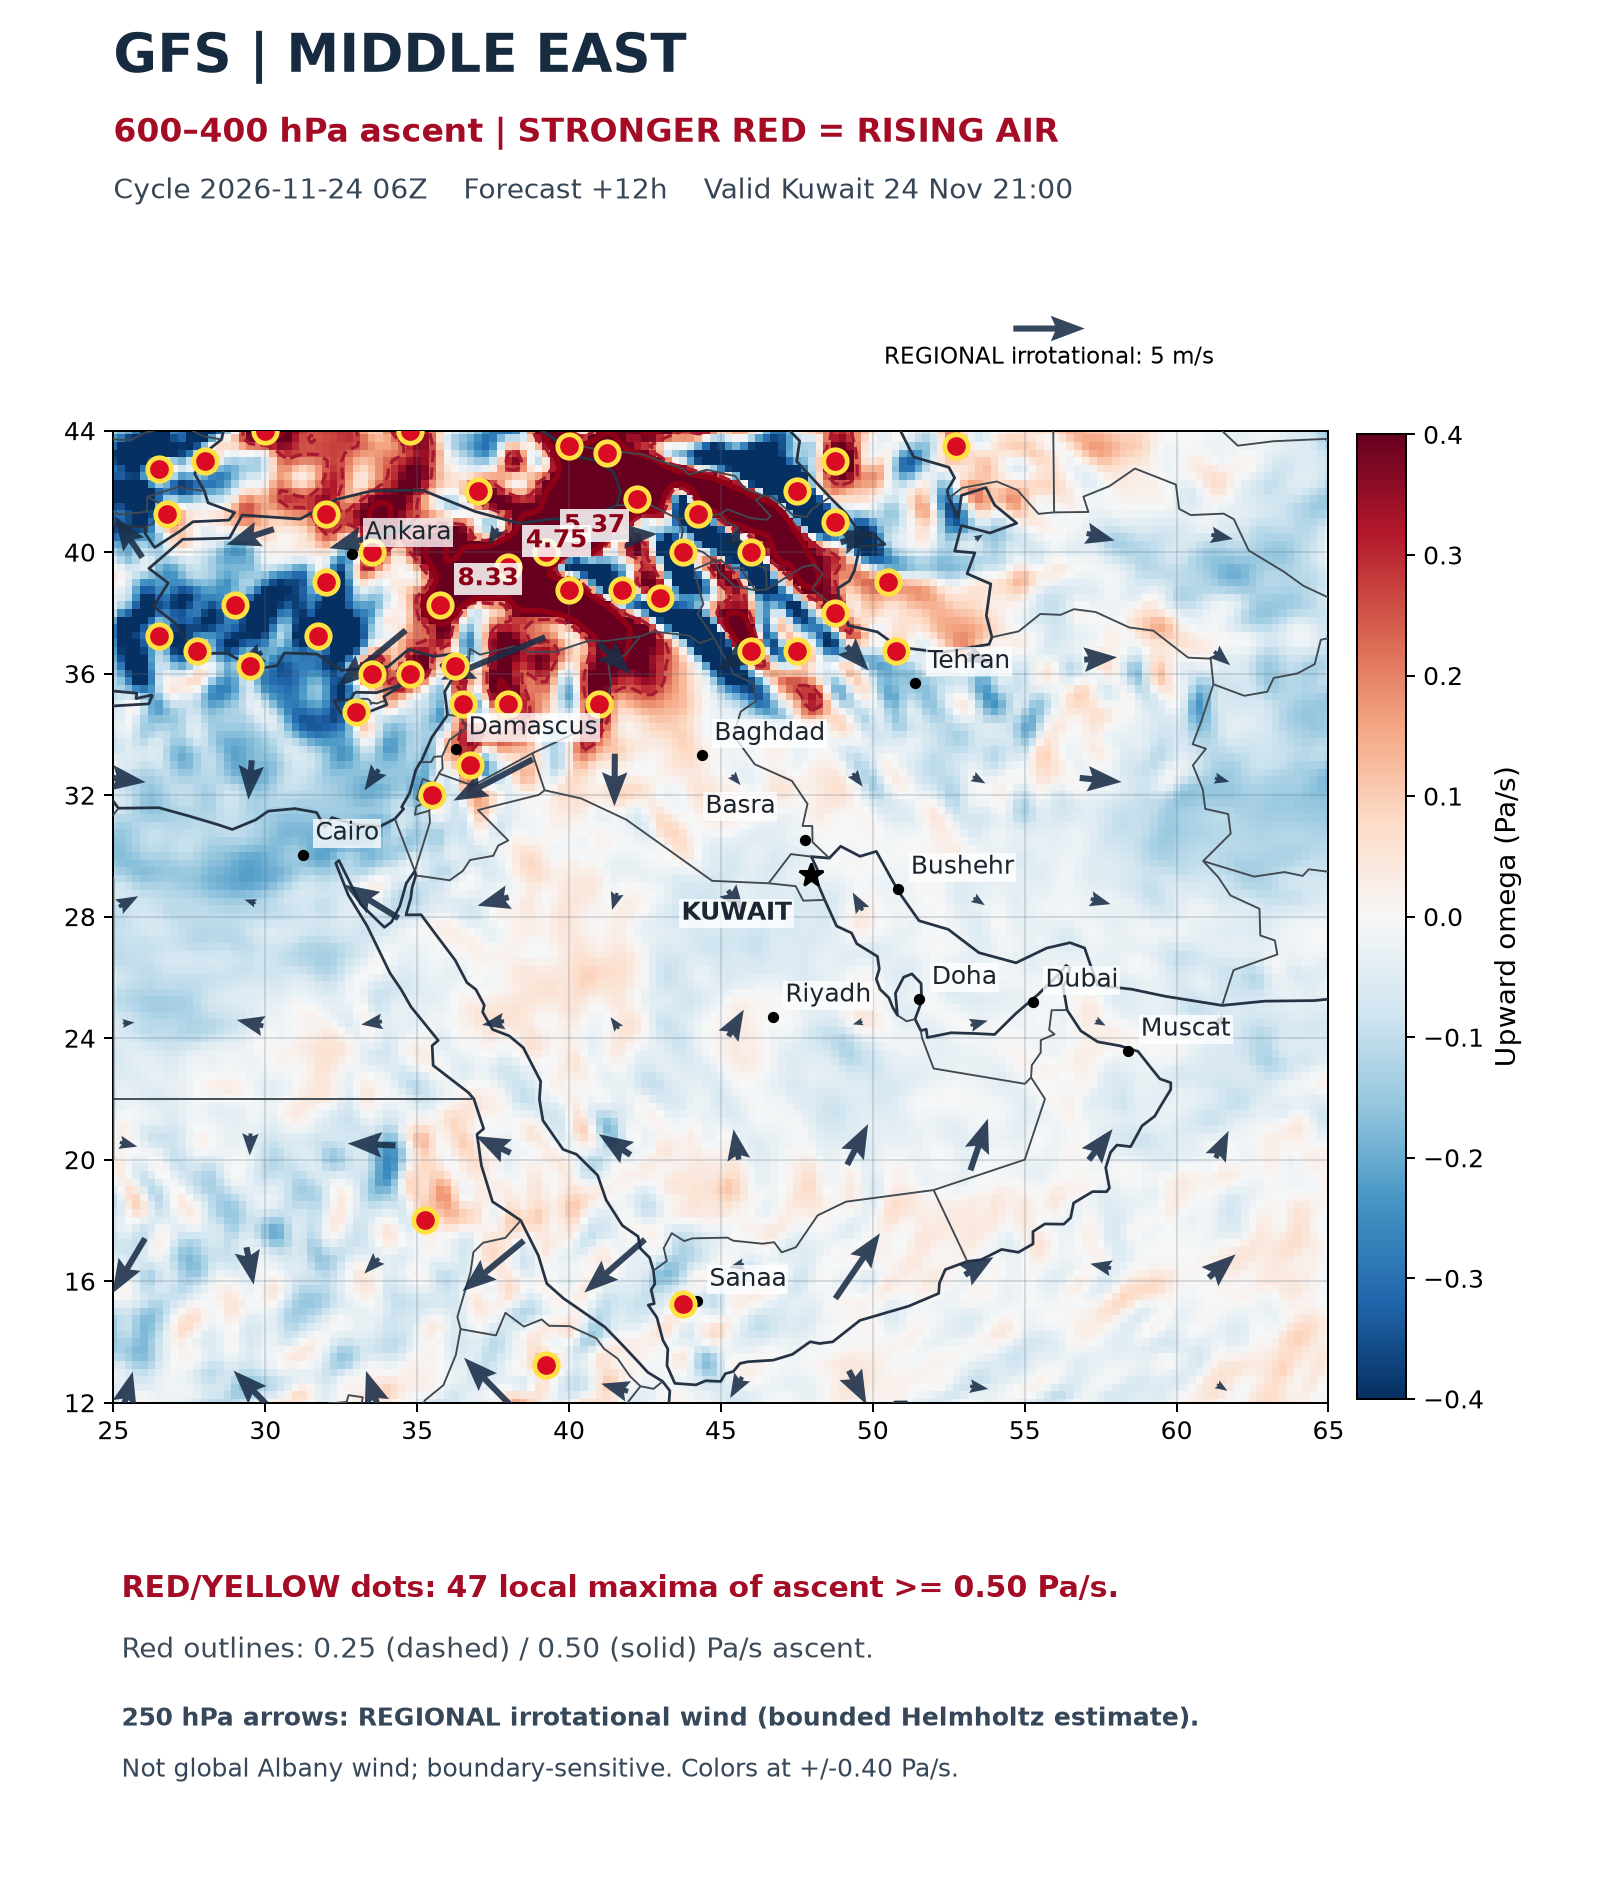 GFS | MIDDLE EAST
600–400 hPa ascent | STRONGER RED = RISING AIR
Cycle 2026-11-24 06Z    Forecast +12h    Valid Kuwait 24 Nov 21:00
REGIONAL irrotational: 5 m/s
44
40
36
32
28
24
20
16
12
25
30
35
40
45
50
55
60
65
Ankara
5.37
4.75
8.33
Tehran
Damascus
Baghdad
Basra
Cairo
Bushehr
KUWAIT
Riyadh
Doha
Dubai
Muscat
Sanaa
0.4
0.3
0.2
0.1
0.0
−0.1
−0.2
−0.3
−0.4
Upward omega (Pa/s)
RED/YELLOW dots: 47 local maxima of ascent >= 0.50 Pa/s.
Red outlines: 0.25 (dashed) / 0.50 (solid) Pa/s ascent.
250 hPa arrows: REGIONAL irrotational wind (bounded Helmholtz estimate).
Not global Albany wind; boundary-sensitive. Colors at +/-0.40 Pa/s.